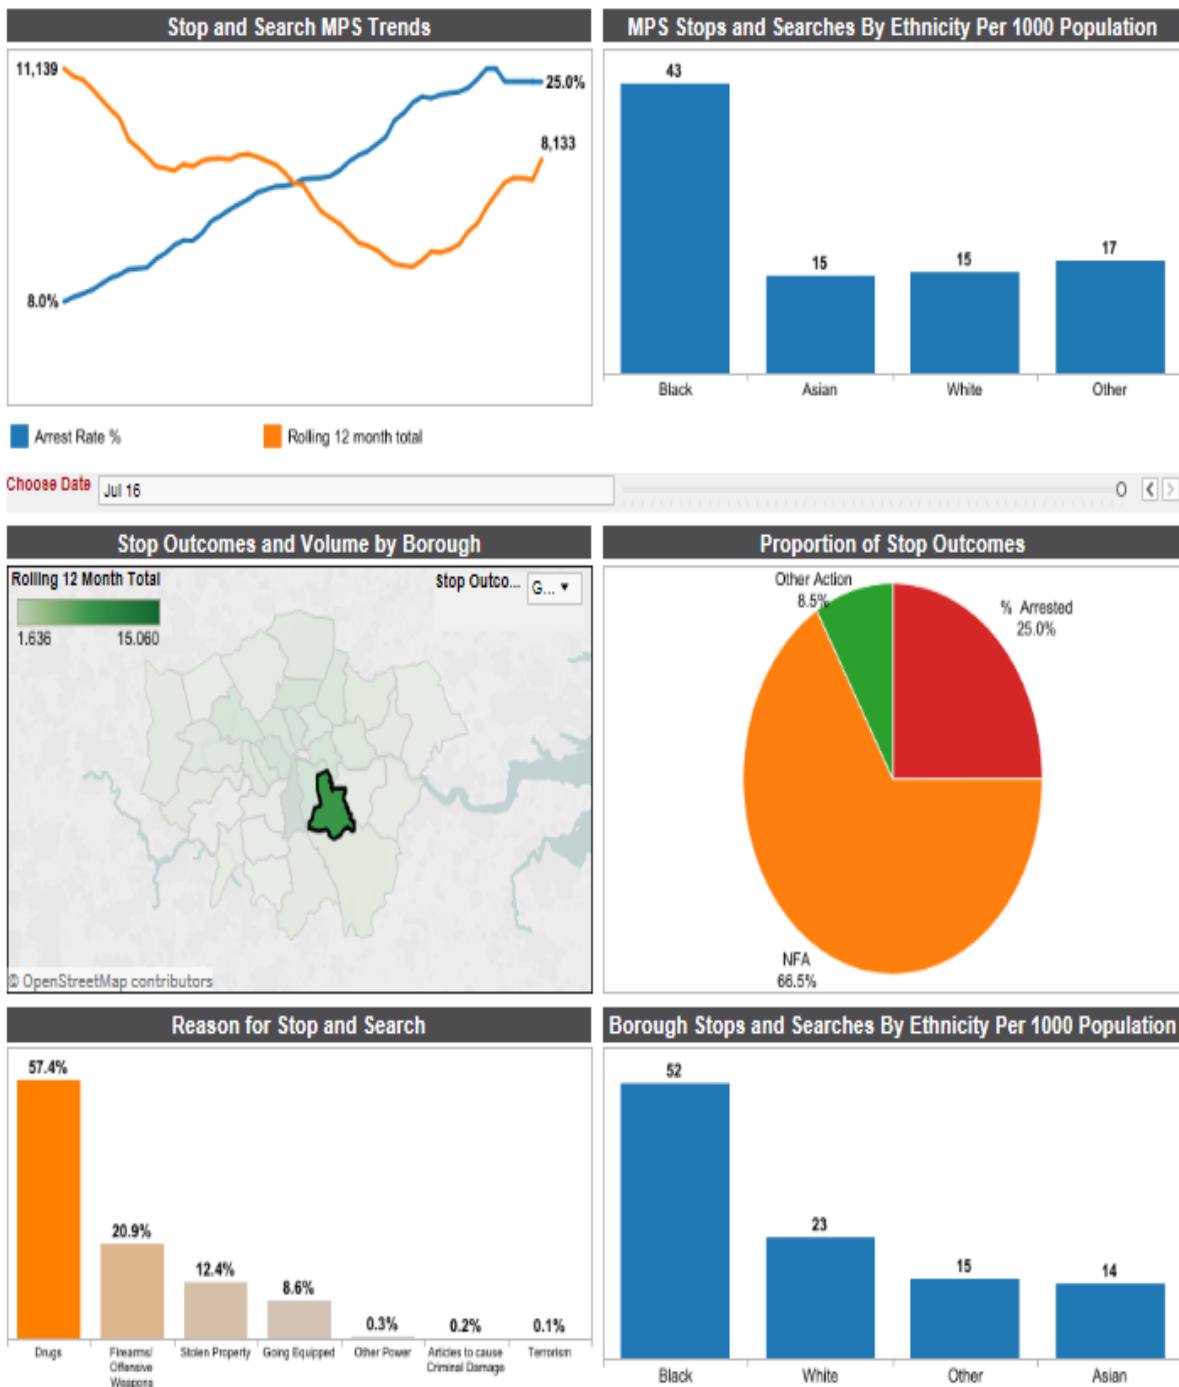 Stop and Search MPS Trends
11,139
25.0%
8,133
8.0%
Arrest Rate %
Rolling 12 month total
MPS Stops and Searches By Ethnicity Per 1000 Population
43
15
15
17
Black
Asian
White
Other
Choose Date
Jul 16
Stop Outcomes and Volume by Borough
Rolling 12 Month Total
1.636
15.060
Stop Outco...
G...
© OpenStreetMap contributors
Proportion of Stop Outcomes
Other Action
8.5%
% Arrested
25.0%
NFA
66.5%
Reason for Stop and Search
57.4%
20.9%
12.4%
8.6%
0.3%
0.2%
0.1%
Drugs
Firearms/
Offensive
Weapons
Stolen Property
Going Equipped
Other Power
Articles to cause
Criminal Damage
Terrorism
Borough Stops and Searches By Ethnicity Per 1000 Population
52
23
15
14
Black
White
Other
Asian